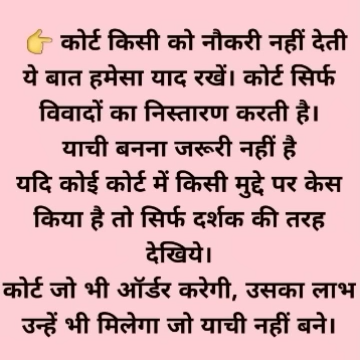 👉 कोर्ट किसी को नौकरी नहीं देती
ये बात हमेसा याद रखें। कोर्ट सिर्फ
विवादों का निस्तारण करती है।
याची बनना जरूरी नहीं है
यदि कोई कोर्ट में किसी मुद्दे पर केस
किया है तो सिर्फ दर्शक की तरह
देखिये।
कोर्ट जो भी ऑर्डर करेगी, उसका लाभ
उन्हें भी मिलेगा जो याची नहीं बने।